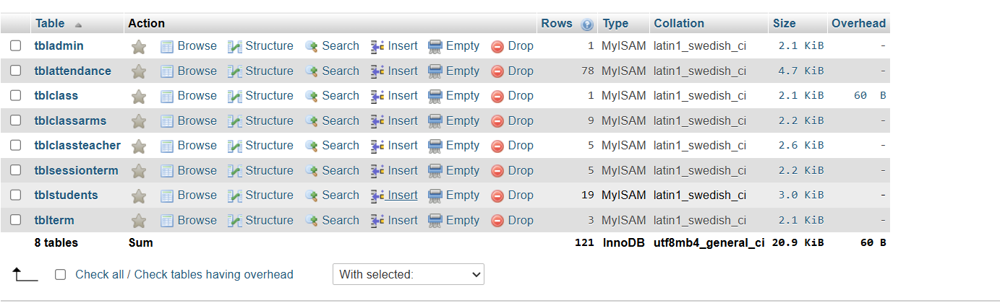 Table Action Rows Type Collation Size Overhead
tbladmin Browse Structure Search Insert Empty Drop 1 MyISAM latin1_swedish_ci 2.1 KiB -
tblattendance Browse Structure Search Insert Empty Drop 78 MyISAM latin1_swedish_ci 4.7 KiB -
tblclass Browse Structure Search Insert Empty Drop 1 MyISAM latin1_swedish_ci 2.1 KiB 60 B
tblclassarms Browse Structure Search Insert Empty Drop 9 MyISAM latin1_swedish_ci 2.2 KiB -
tblclassteacher Browse Structure Search Insert Empty Drop 5 MyISAM latin1_swedish_ci 2.6 KiB -
tblsessionterm Browse Structure Search Insert Empty Drop 5 MyISAM latin1_swedish_ci 2.2 KiB -
tblstudents Browse Structure Search Insert Empty Drop 19 MyISAM latin1_swedish_ci 3.0 KiB -
tblterm Browse Structure Search Insert Empty Drop 3 MyISAM latin1_swedish_ci 2.1 KiB -
8 tables Sum 121 InnoDB utf8mb4_general_ci 20.9 KiB 60 B
Check all / Check tables having overhead With selected: